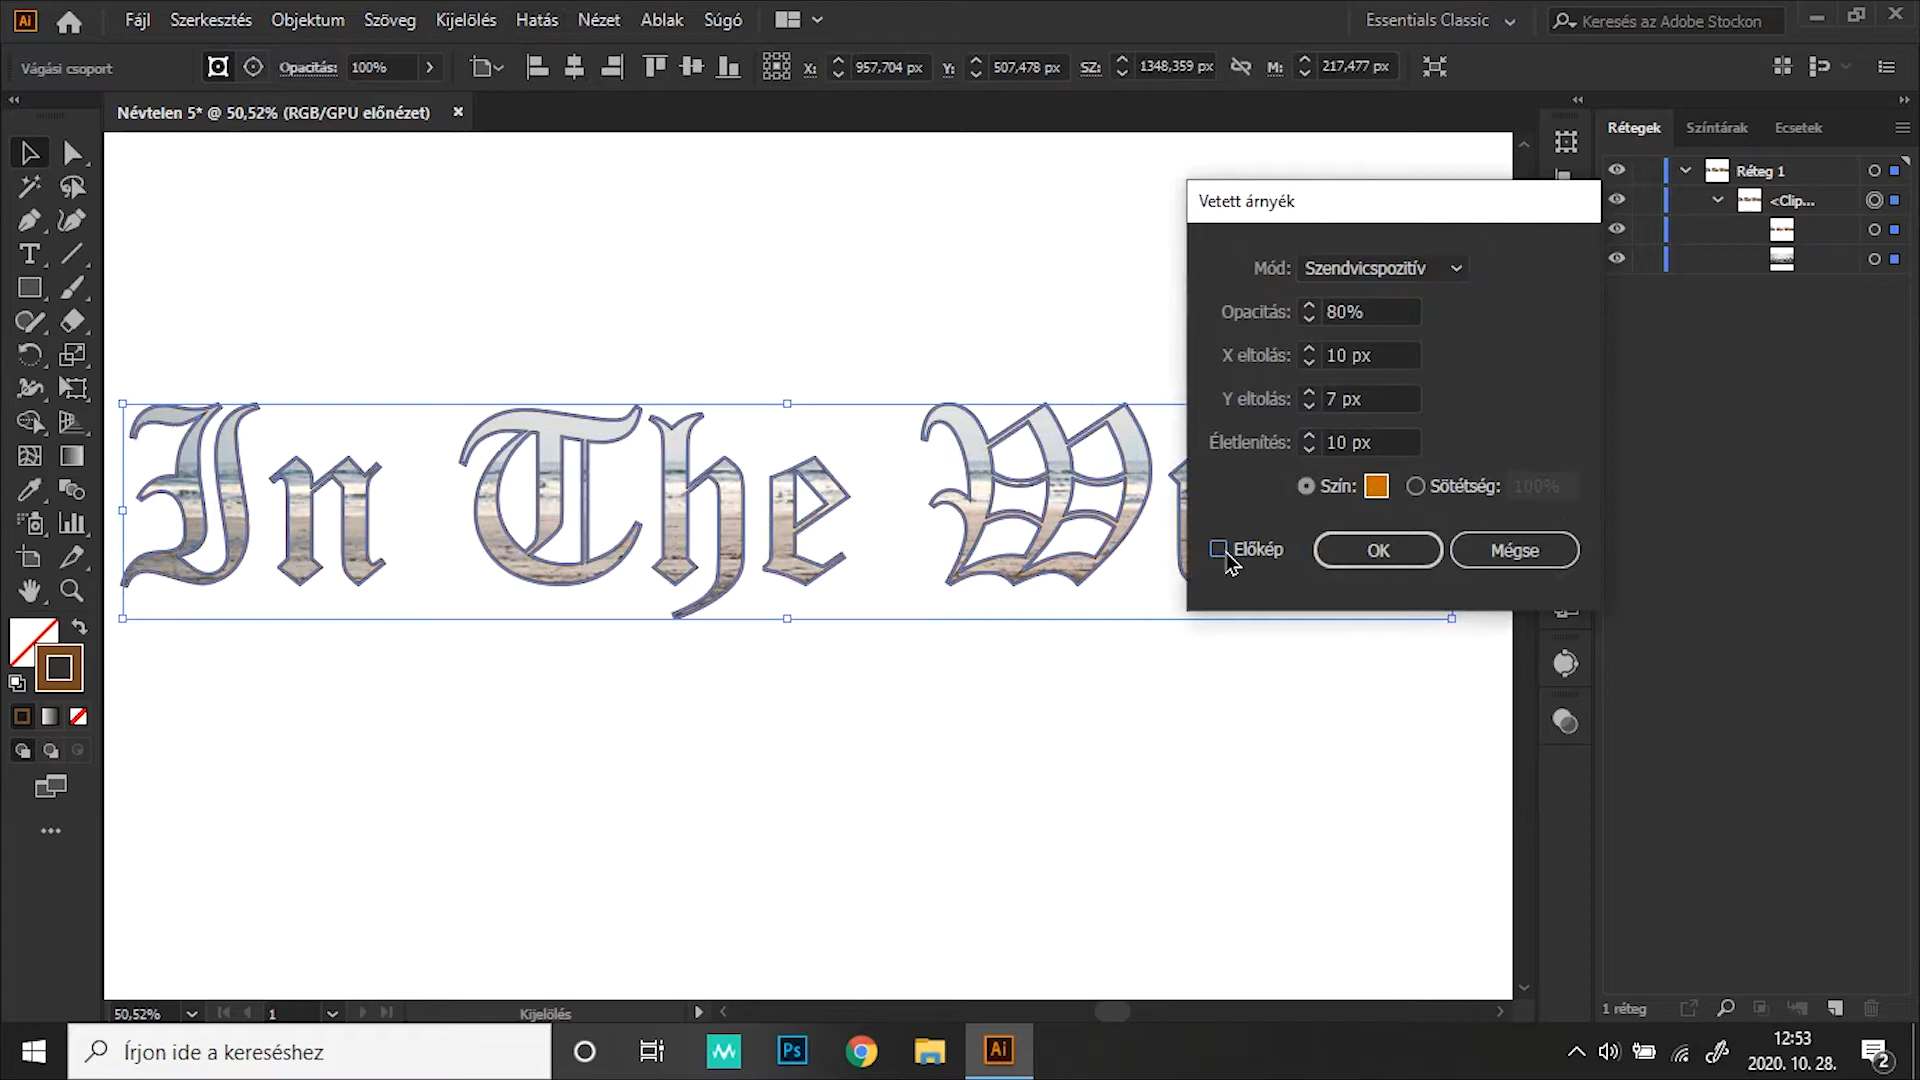 Ai Fájl Szerkesztés Objektum Szöveg Kijelölés Hatás Nézet Ablak Súgó Essentials Classic Keresés az Adobe Stockon
Vágási csoport Opacitás: 100% X: 957,704 px Y: 507,478 px SZ: 1348,359 px M: 217,477 px
Névtelen 5* @ 50,52% (RGB/GPU előnézet)
Rétegek Színtárak Ecsetek
Réteg 1
<Clip...
Vetett árnyék
Mód: Szendvicspozitív
Opacitás: 80%
X eltolás: 10 px
Y eltolás: 7 px
Életlenítés: 10 px
Szín: Sötétség: 100%
Előkép OK Mégse
In The W
50,52% 1 Kijelölés 1 réteg
Írjon ide a kereséshez Ps Ai 12:53
2020. 10. 28. 2